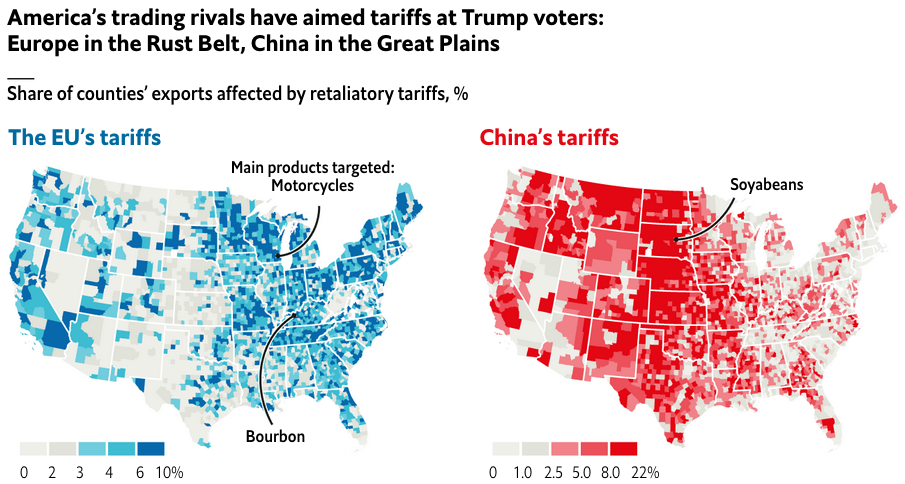 America's trading rivals have aimed tariffs at Trump voters:
Europe in the Rust Belt, China in the Great Plains
Share of counties' exports affected by retaliatory tariffs, %
The EU's tariffs
Main products targeted:
Motorcycles
Bourbon
0 2 3 4 6 10%
China's tariffs
Soyabeans
0 1.0 2.5 5.0 8.0 22%